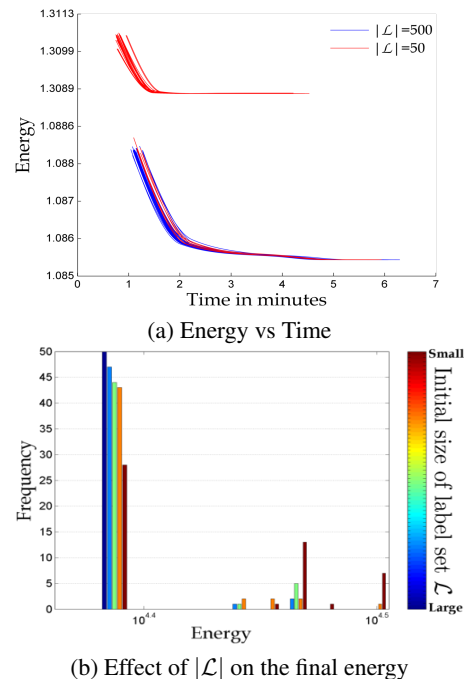 1.3113
1.3099
1.3089
1.0886
1.088
1.087
1.086
1.085
Energy
|ℒ|=500
|ℒ|=50
0 1 2 3 4 5 6 7
Time in minutes
(a) Energy vs Time
50
45
40
35
30
25
20
15
10
5
0
Frequency
10^4.4 10^4.5
Energy
Small
Large
Initial size of label set ℒ
(b) Effect of |ℒ| on the final energy